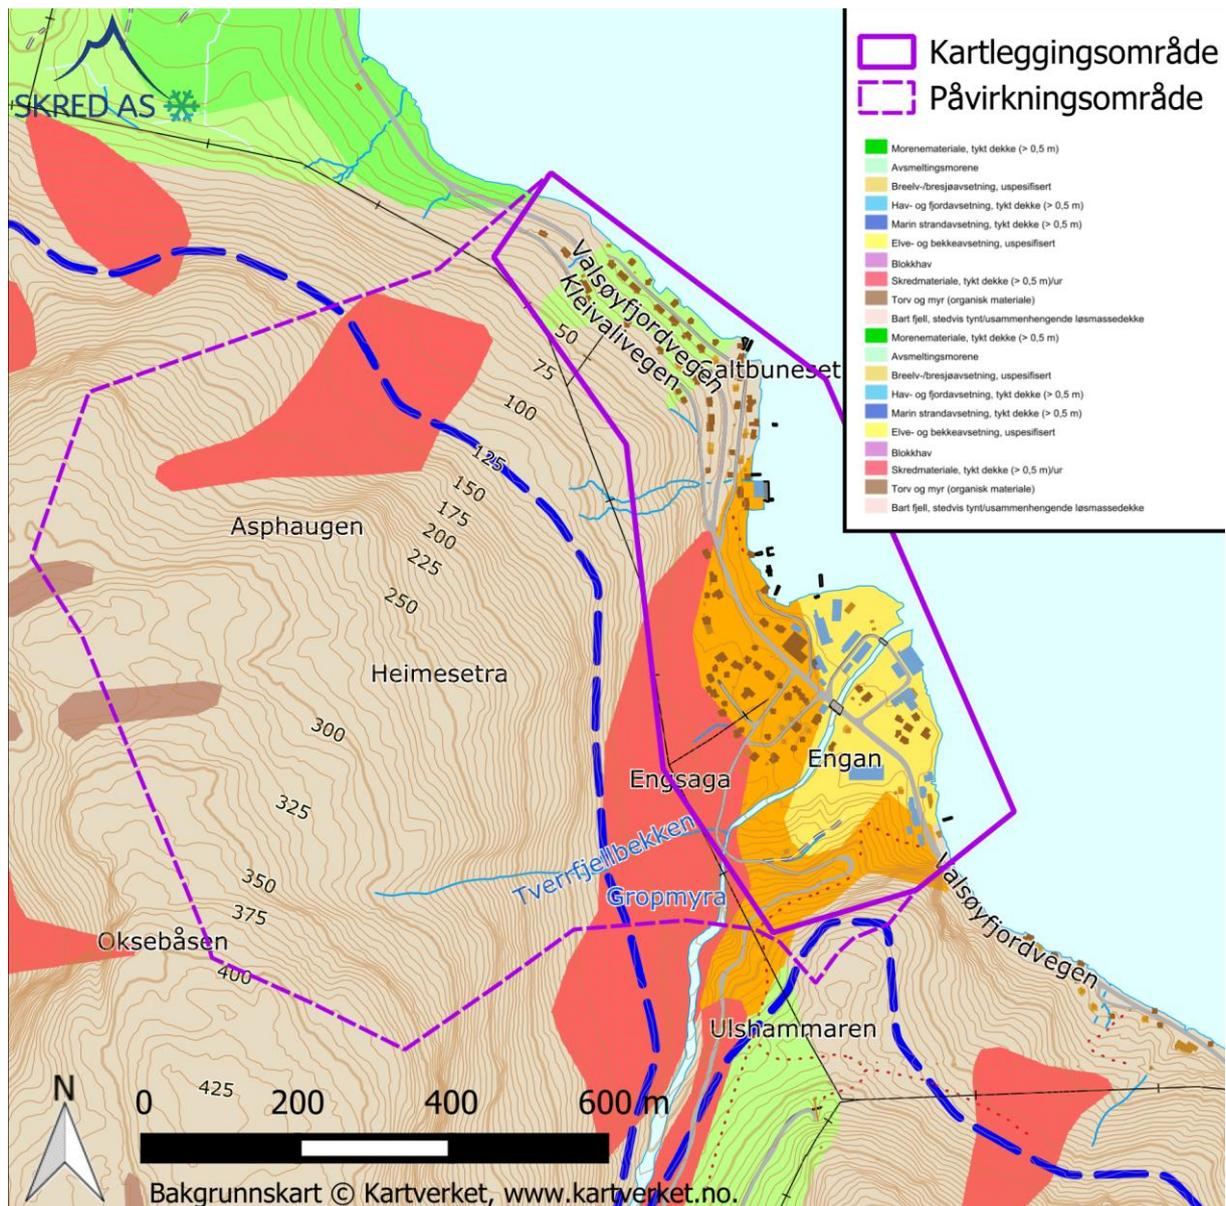 SKRED AS
Kartleggingsområde
Påvirkningsområde
Morenemateriale, tykt dekke (> 0,5 m)
Avsmeltingsmorene
Breelv-/bresjøavsetning, uspesifisert
Hav- og fjordavsetning, tykt dekke (> 0,5 m)
Marin strandavsetning, tykt dekke (> 0,5 m)
Elve- og bekkeavsetning, uspesifisert
Blokkhav
Skredmateriale, tykt dekke (> 0,5 m)/ur
Torv og myr (organisk materiale)
Bart fjell, stedvis tynt/usammenhengende løsmassedekke
Morenemateriale, tykt dekke (> 0,5 m)
Avsmeltingsmorene
Breelv-/bresjøavsetning, uspesifisert
Hav- og fjordavsetning, tykt dekke (> 0,5 m)
Marin strandavsetning, tykt dekke (> 0,5 m)
Elve- og bekkeavsetning, uspesifisert
Blokkhav
Skredmateriale, tykt dekke (> 0,5 m)/ur
Torv og myr (organisk materiale)
Bart fjell, stedvis tynt/usammenhengende løsmassedekke
Valsøyfjordvegen
Kleivalivegen
Galtbuneset
50
75
100
125
150
175
200
225
250
Asphaugen
Heimesetra
300
325
350
375
400
425
Engsaga
Engan
Tverrfjellbekken
Gropmyra
Oksebåsen
Valsøyfjordvegen
Ulshammaren
N
0 200 400 600 m
Bakgrunnskart © Kartverket, www.kartverket.no.